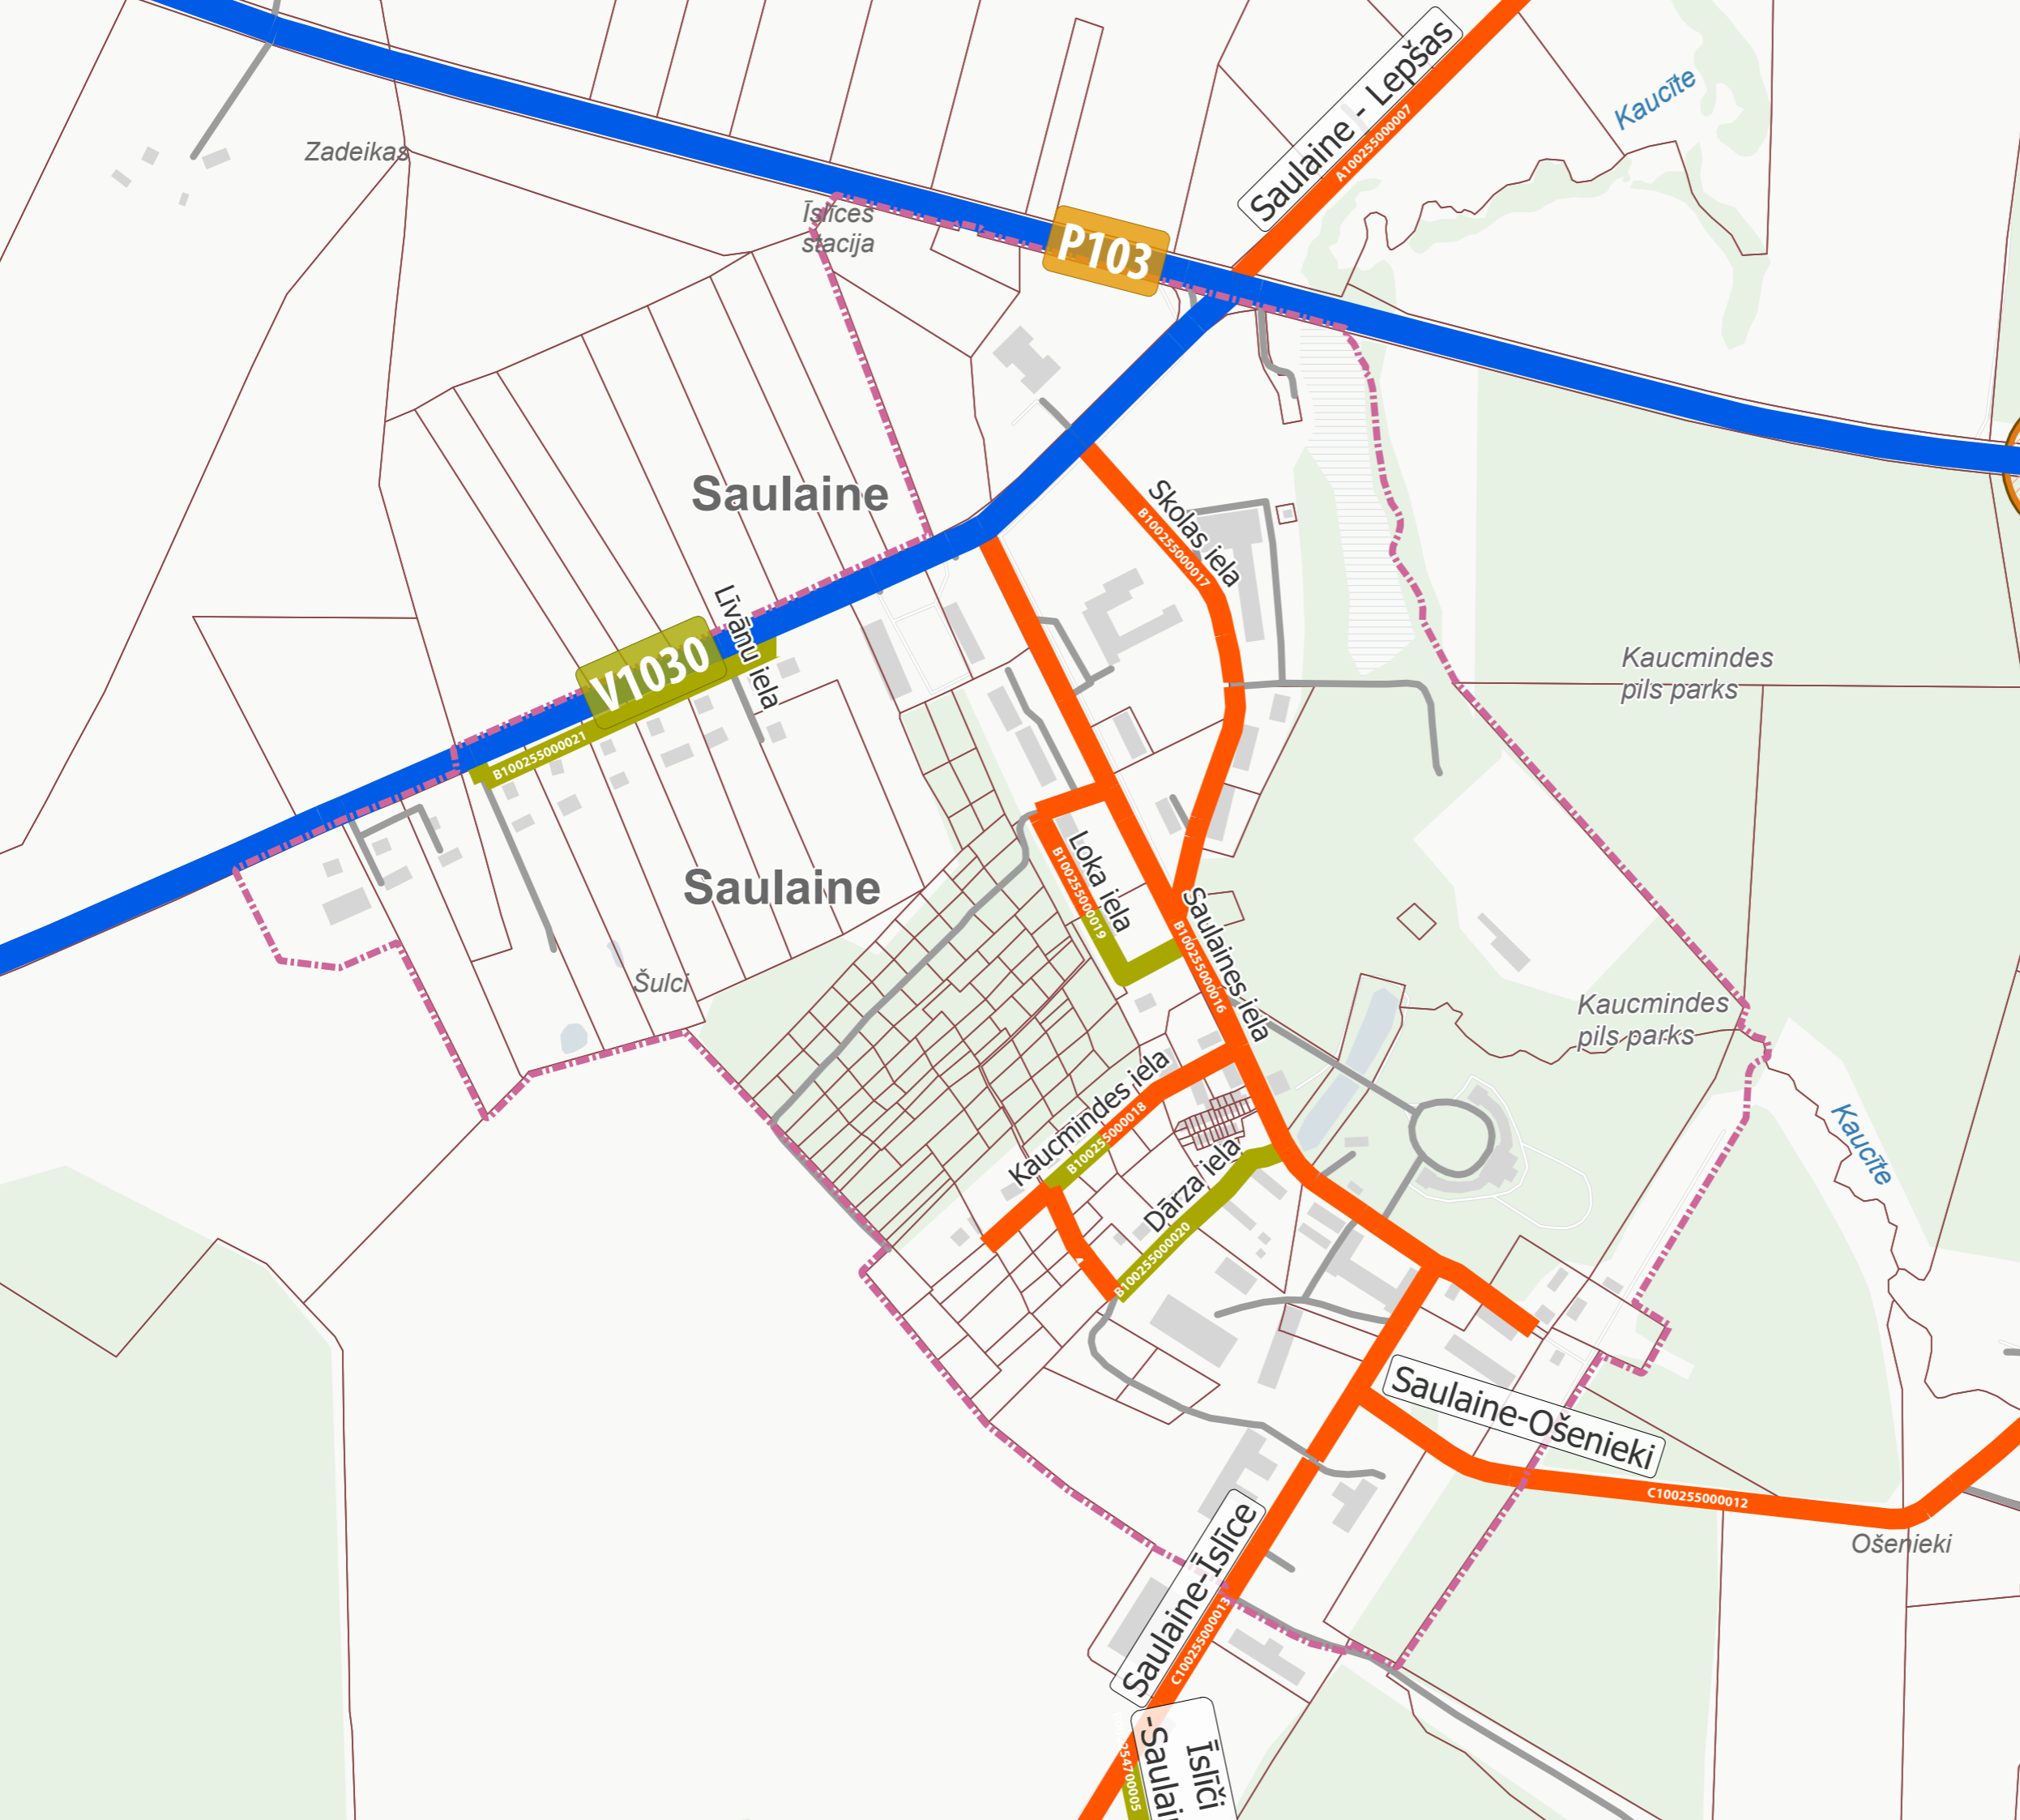 Saulaine - Lepšas
A100255000007
Kaucīte
Zadeikas
Īslīces
stacija
P103
Saulaine
Skolas iela
B100255000017
Līvānu iela
V1030
B100255000021
Kaucmindes
pils parks
Saulaine
Loka iela
B100255000019
Saulaines iela
B100255000016
Šulci
Kaucmindes
pils parks
Kaucmindes iela
B100255000018
Kaucīte
Dārza iela
B100255000020
Saulaine-Ošenieki
C100255000012
Ošenieki
Saulaine-Īslīce
C100255000013
Īslīči